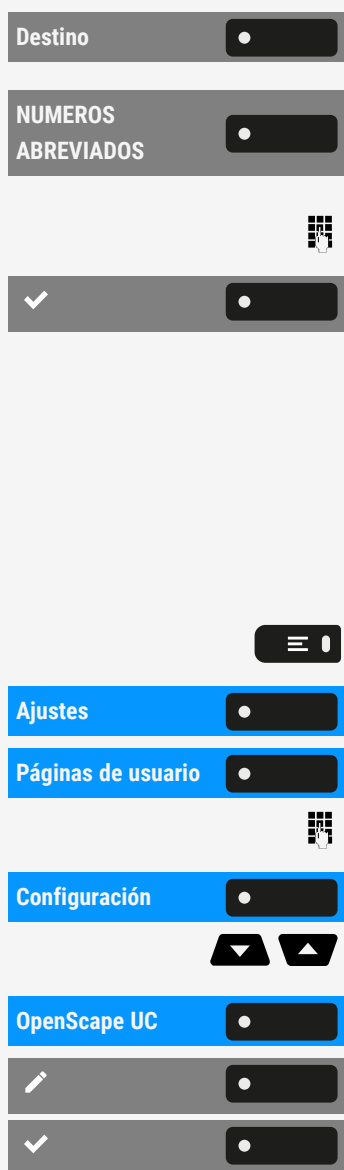 Destino
NUMEROS
ABREVIADOS
Ajustes
Páginas de usuario
Configuración
OpenScape UC